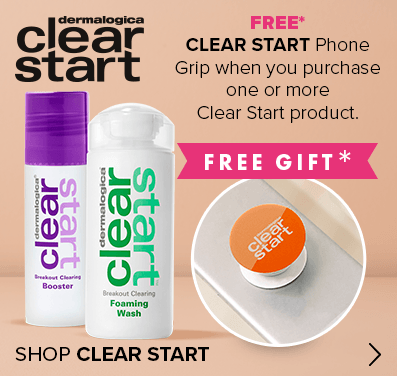 dermalogica
clear
start
FREE*
CLEAR START Phone
Grip when you purchase
one or more
Clear Start product.
FREE GIFT*
dermalogica®
clear
start
Breakout Clearing
Booster
dermalogica®
clear
start™
Breakout Clearing
Foaming
Wash
clear
start
SHOP CLEAR START